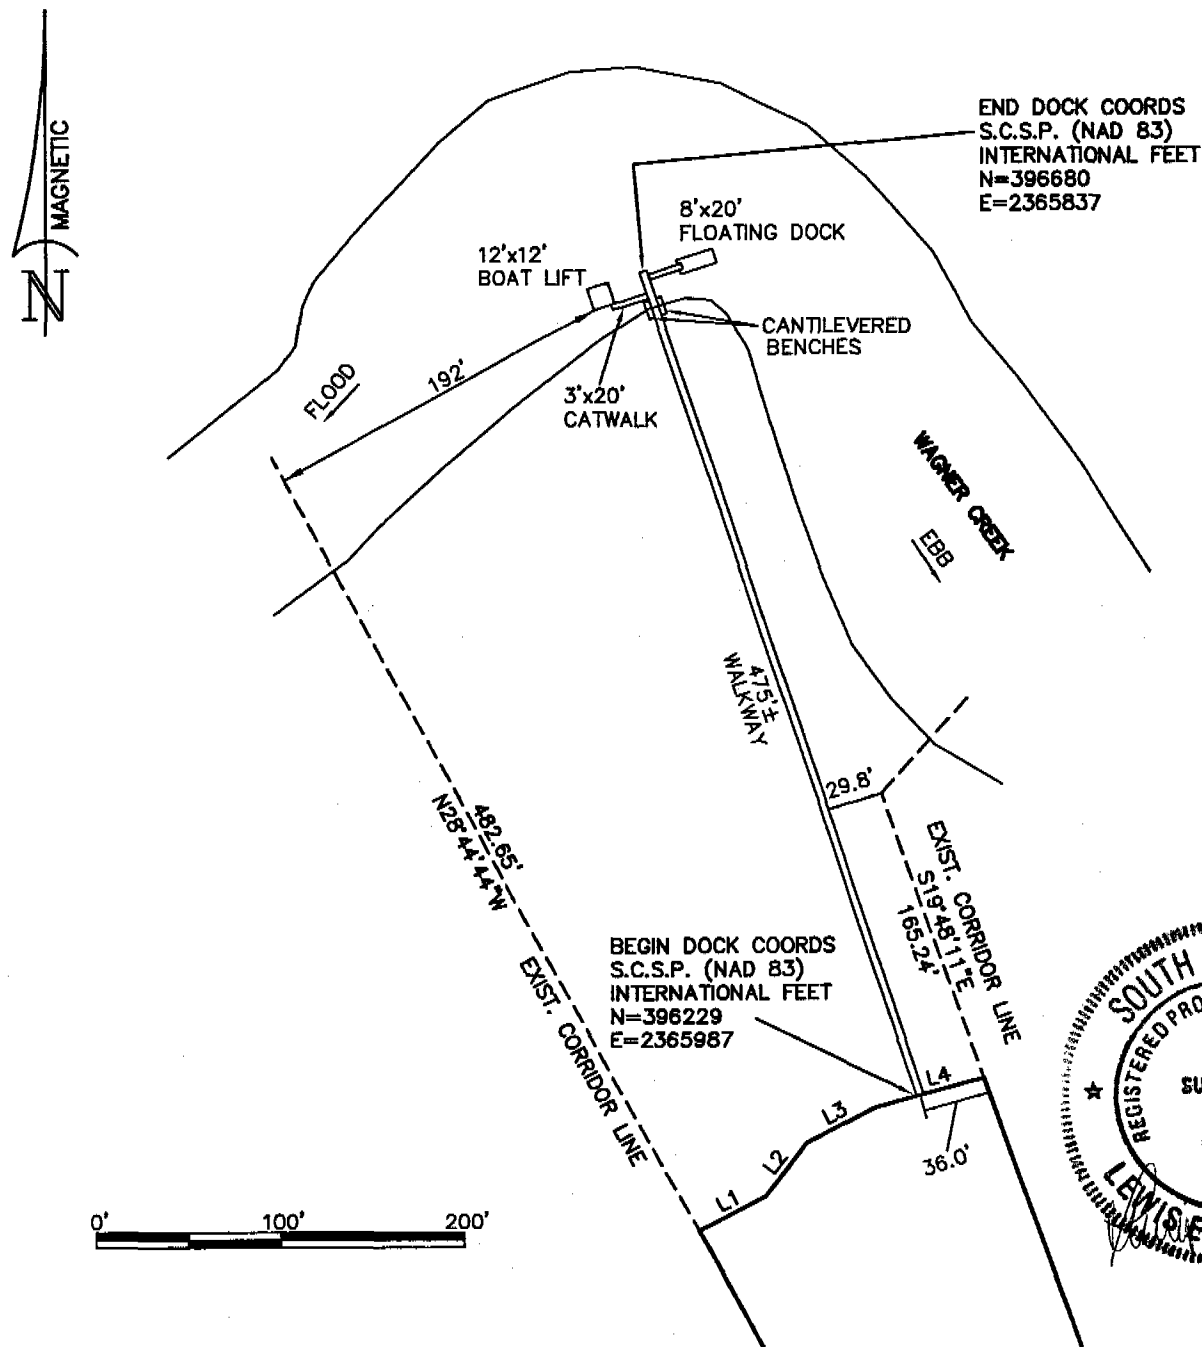 MAGNETIC
N
END DOCK COORDS
S.C.S.P. (NAD 83)
INTERNATIONAL FEET
N=396680
E=2365837
8'x20'
FLOATING DOCK
12'x12'
BOAT LIFT
CANTILEVERED
BENCHES
192'
FLOOD
3'x20'
CATWALK
WAGNER CREEK
EBB
475'±
WALKWAY
29.8'
482.65'
N28°44'44"W
EXIST. CORRIDOR LINE
EXIST. CORRIDOR LINE
S19°48'11"E
165.24'
BEGIN DOCK COORDS
S.C.S.P. (NAD 83)
INTERNATIONAL FEET
N=396229
E=2365987
L1
L2
L3
L4
36.0'
0'
100'
200'
SOUTH
REGISTERED PRO
SU
LEWIS E